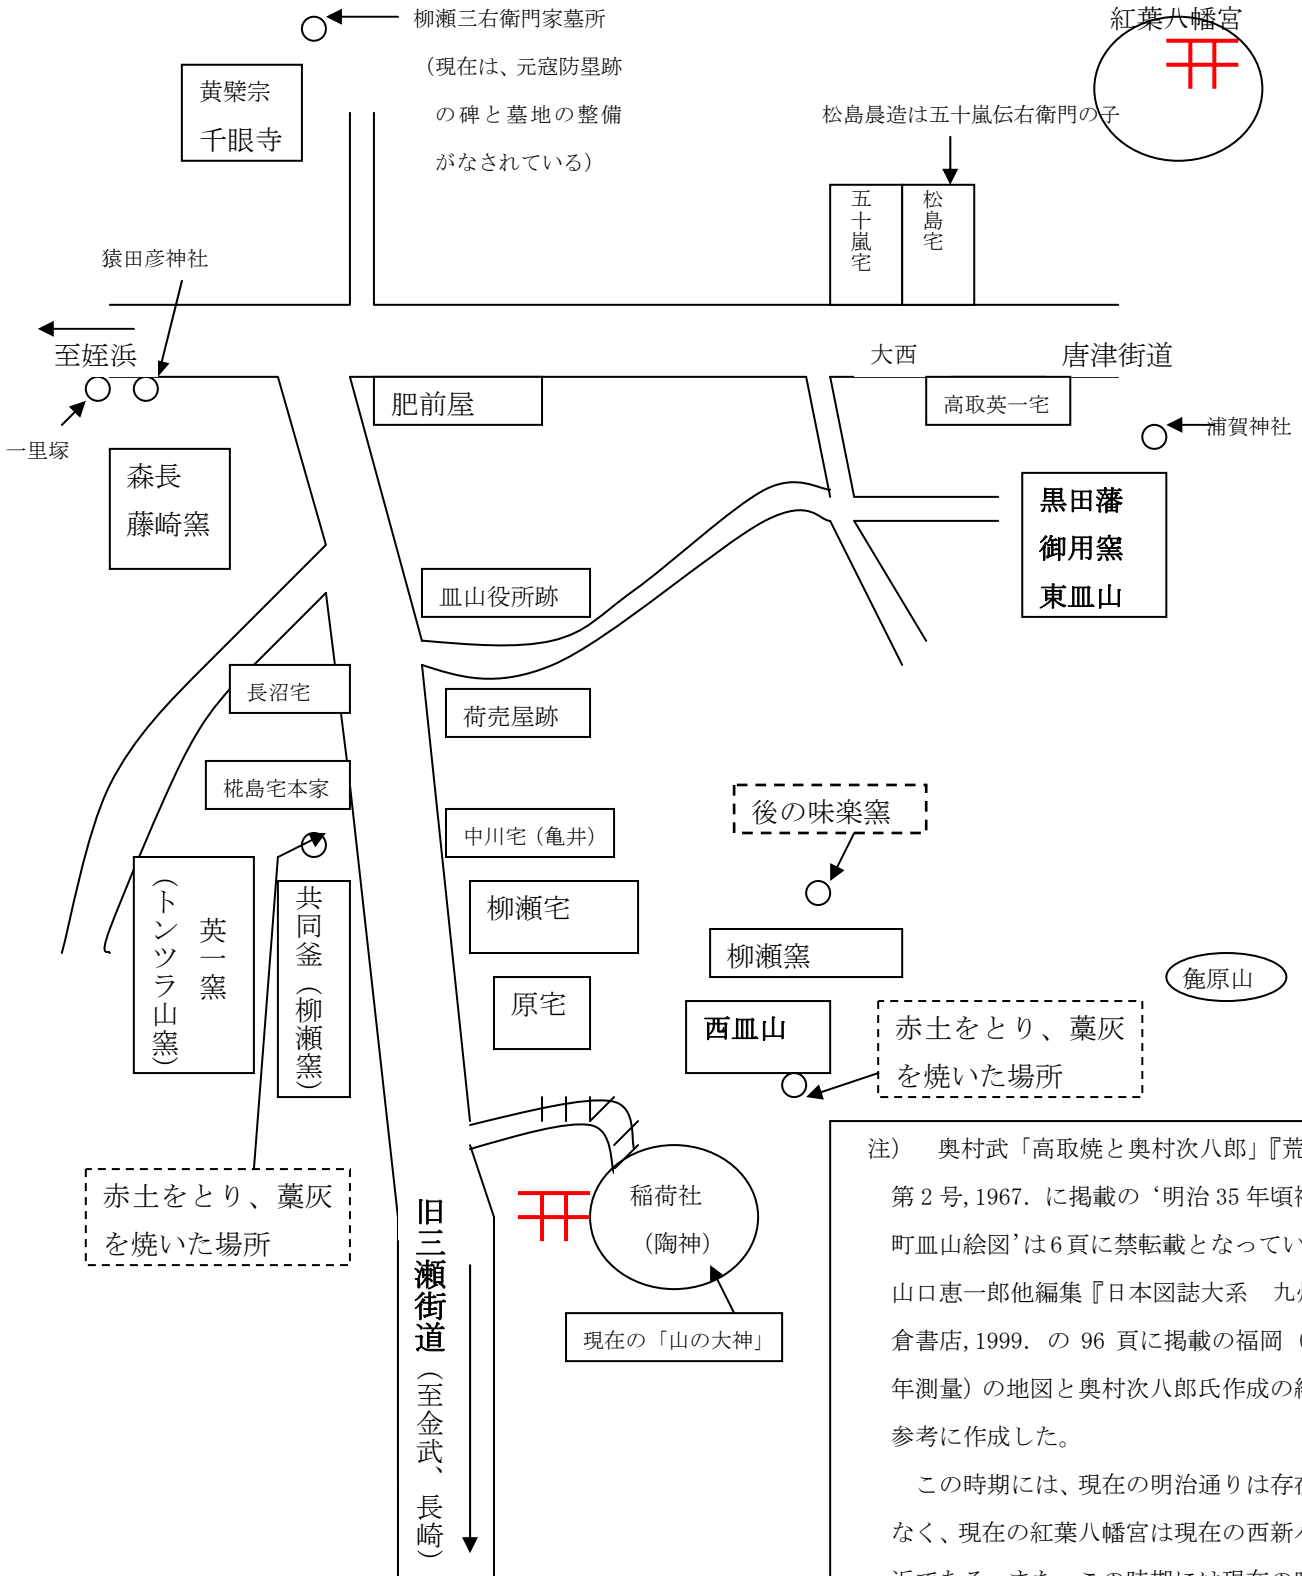 柳瀬三右衛門家墓所
（現在は、元寇防塁跡
の碑と墓地の整備
がなされている）
紅葉八幡宮
黄檗宗
千眼寺
松島晨造は五十嵐伝右衛門の子
五十嵐宅
松島宅
猿田彦神社
至姪浜
大西
唐津街道
一里塚
肥前屋
高取英一宅
浦賀神社
森長
藤崎窯
黒田藩
御用窯
東皿山
皿山役所跡
長沼宅
荷売屋跡
椛島宅本家
中川宅（亀井）
後の味楽窯
英一窯
（トンツラ山窯）
共同釜（柳瀬窯）
柳瀬宅
柳瀬窯
原宅
西皿山
麁原山
赤土をとり、藁灰
を焼いた場所
赤土をとり、藁灰
を焼いた場所
旧三瀬街道（至金武、長崎）
稲荷社
（陶神）
現在の「山の大神」
注）　奥村武「高取焼と奥村次八郎」『荒
第２号,1967. に掲載の‘明治 35 年頃
町皿山絵図’は６頁に禁転載となってい
山口恵一郎他編集『日本図誌大系　九
倉書店,1999. の 96 頁に掲載の福岡（
年測量）の地図と奥村次八郎氏作成の
参考に作成した。
この時期には、現在の明治通りは存
なく、現在の紅葉八幡宮は現在の西新